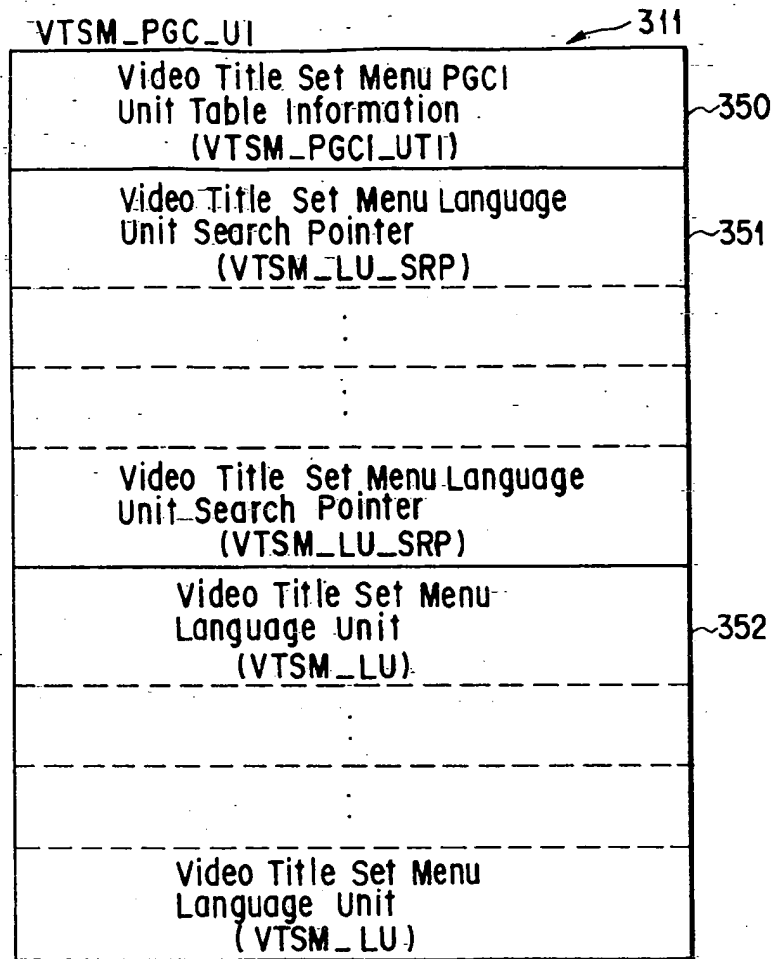 VTSM_PGC_UI
311
Video Title Set Menu PGCI
Unit Table Information
(VTSM_PGCI_UTI)
350
Video Title Set Menu Language
Unit Search Pointer
(VTSM_LU_SRP)
351
Video Title Set Menu Language
Unit Search Pointer
(VTSM_LU_SRP)
Video Title Set Menu
Language Unit
(VTSM_LU)
352
Video Title Set Menu
Language Unit
(VTSM_LU)